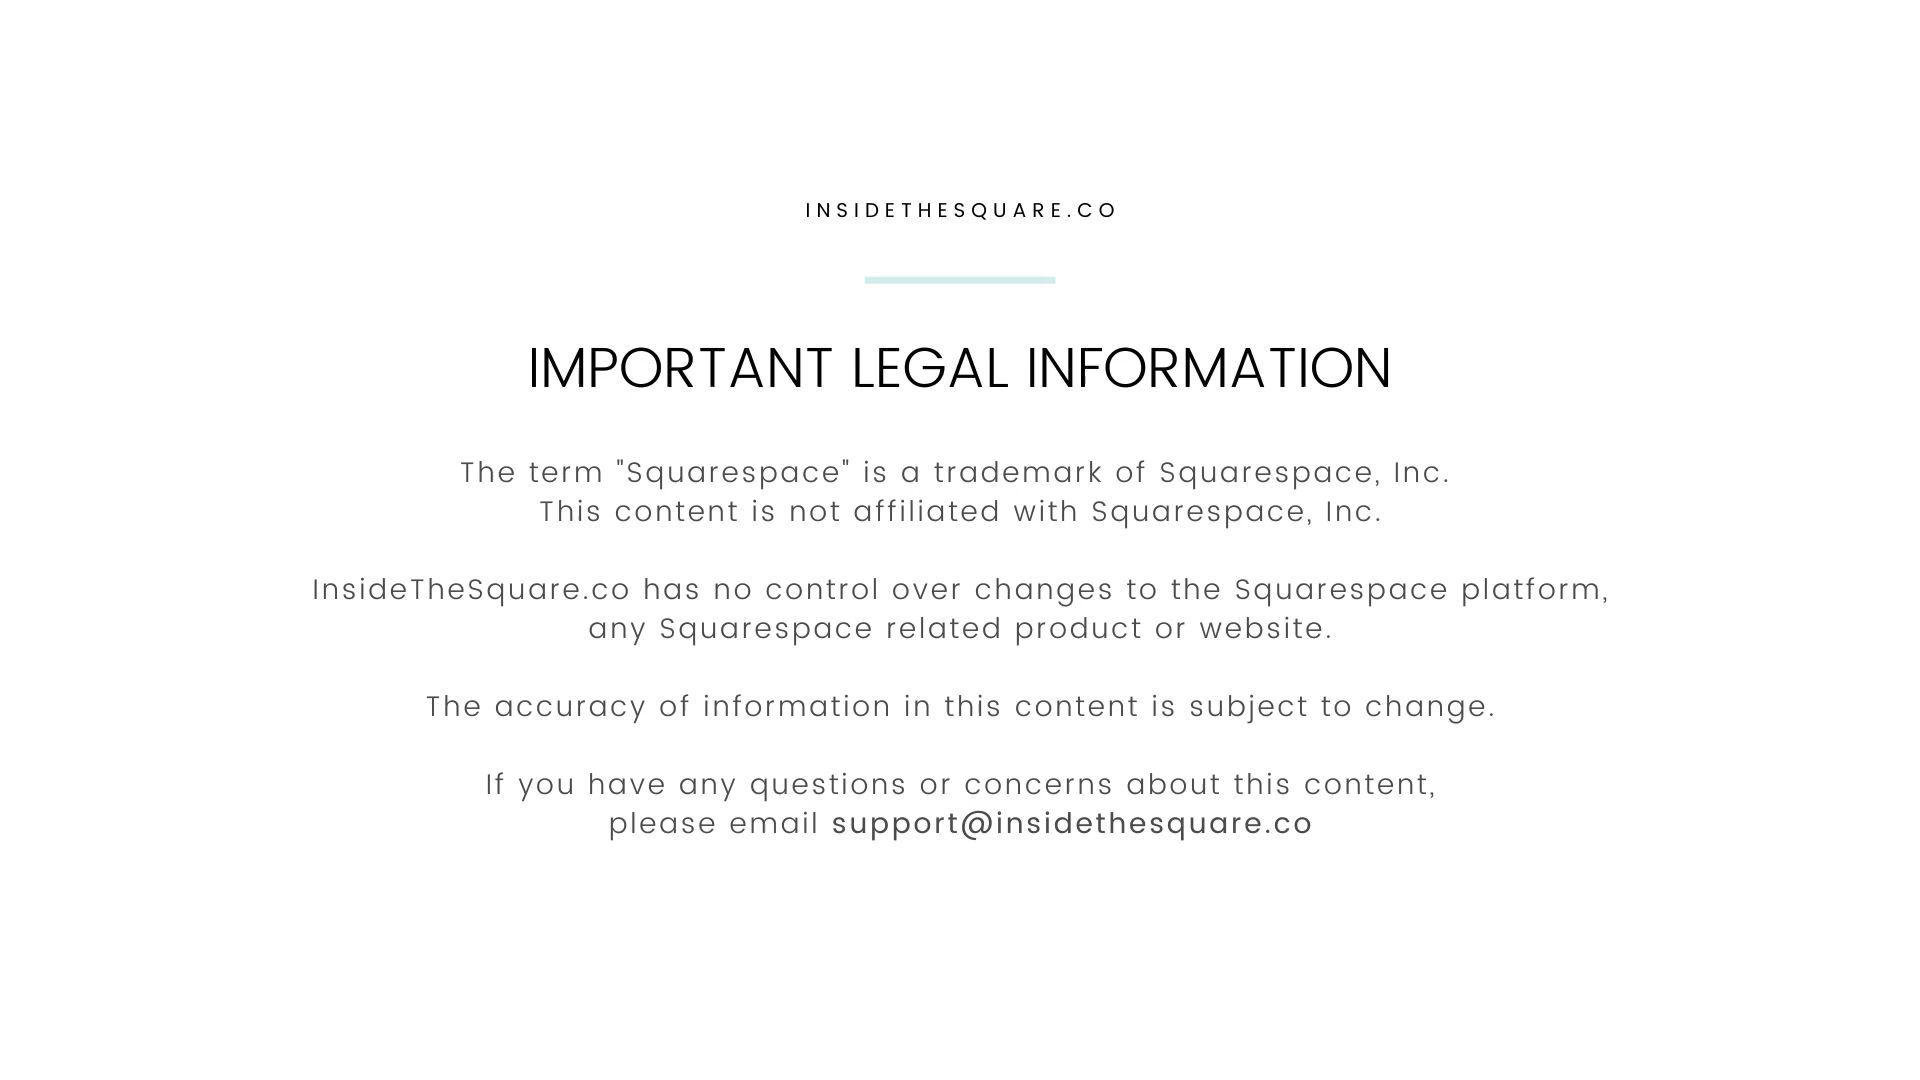 INSIDETHESQUARE.CO
IMPORTANT LEGAL INFORMATION
The term "Squarespace" is a trademark of Squarespace, Inc.
This content is not affiliated with Squarespace, Inc.
InsideTheSquare.co has no control over changes to the Squarespace platform,
any Squarespace related product or website.
The accuracy of information in this content is subject to change.
If you have any questions or concerns about this content,
please email support@insidethesquare.co